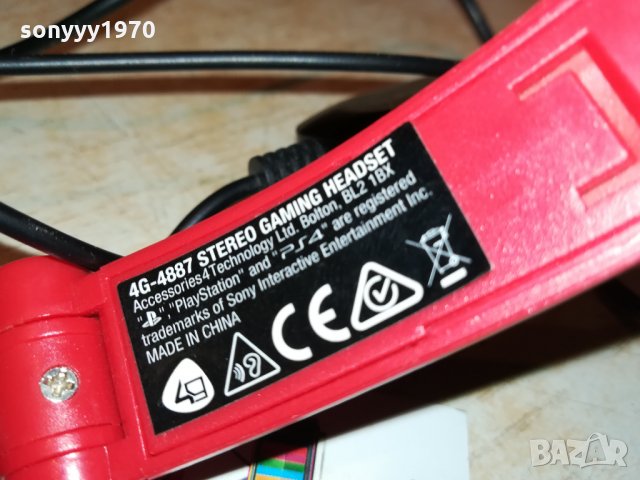 sonyyy1970
4G-4887 STEREO GAMING HEADSET
Accessories4Technology Ltd. Bolton, BL2 1BX
" ", "PlayStation" and "PS4" are registered
trademarks of Sony Interactive Entertainment Inc.
MADE IN CHINA
CE
BAZAR